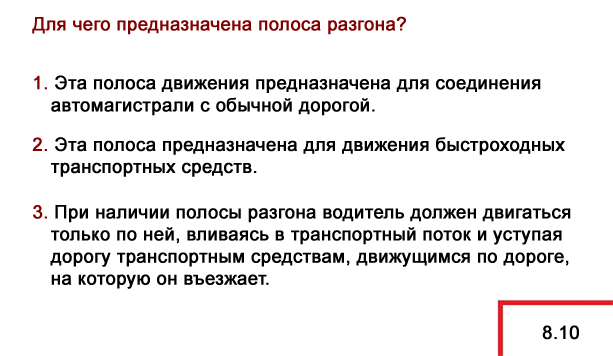 Для чего предназначена полоса разгона?
1. Эта полоса движения предназначена для соединения
автомагистрали с обычной дорогой.
2. Эта полоса предназначена для движения быстроходных
транспортных средств.
3. При наличии полосы разгона водитель должен двигаться
только по ней, вливаясь в транспортный поток и уступая
дорогу транспортным средствам, движущимся по дороге,
на которую он въезжает.
8.10